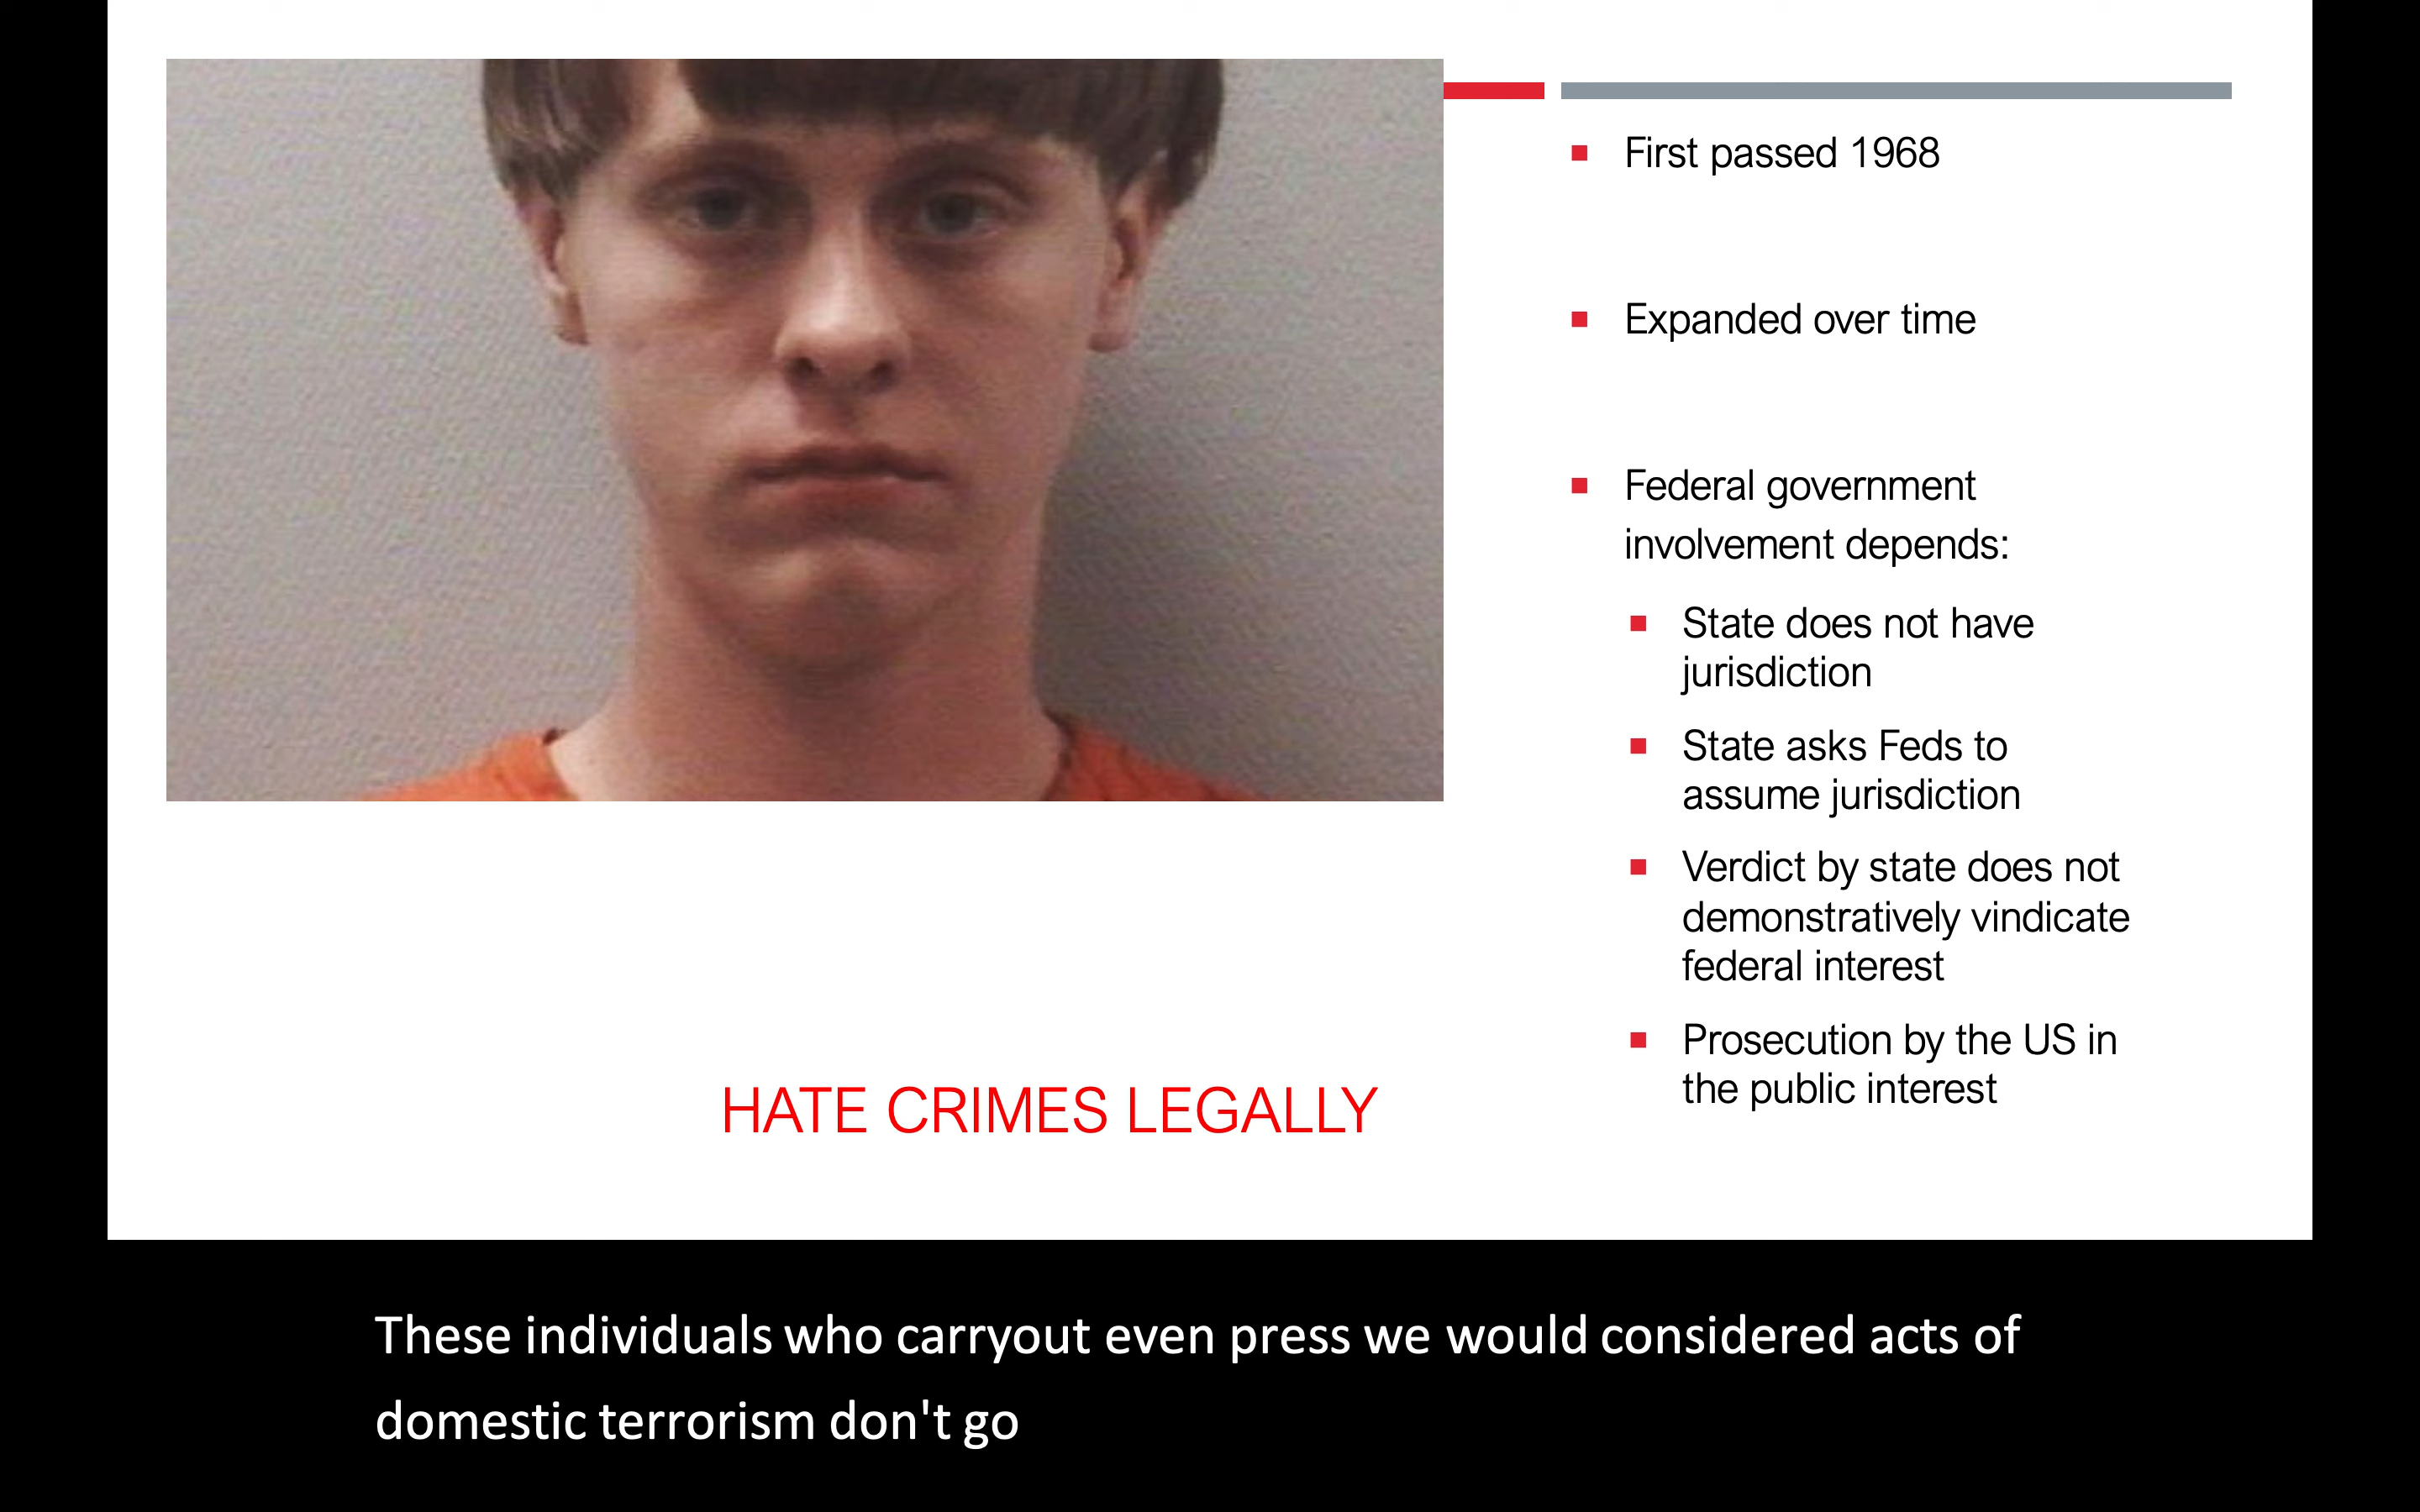 First passed 1968
Expanded over time
Federal government
involvement depends:
State does not have
jurisdiction
State asks Feds to
assume jurisdiction
Verdict by state does not
demonstratively vindicate
federal interest
Prosecution by the US in
the public interest
HATE CRIMES LEGALLY
These individuals who carryout even press we would considered acts of
domestic terrorism don't go